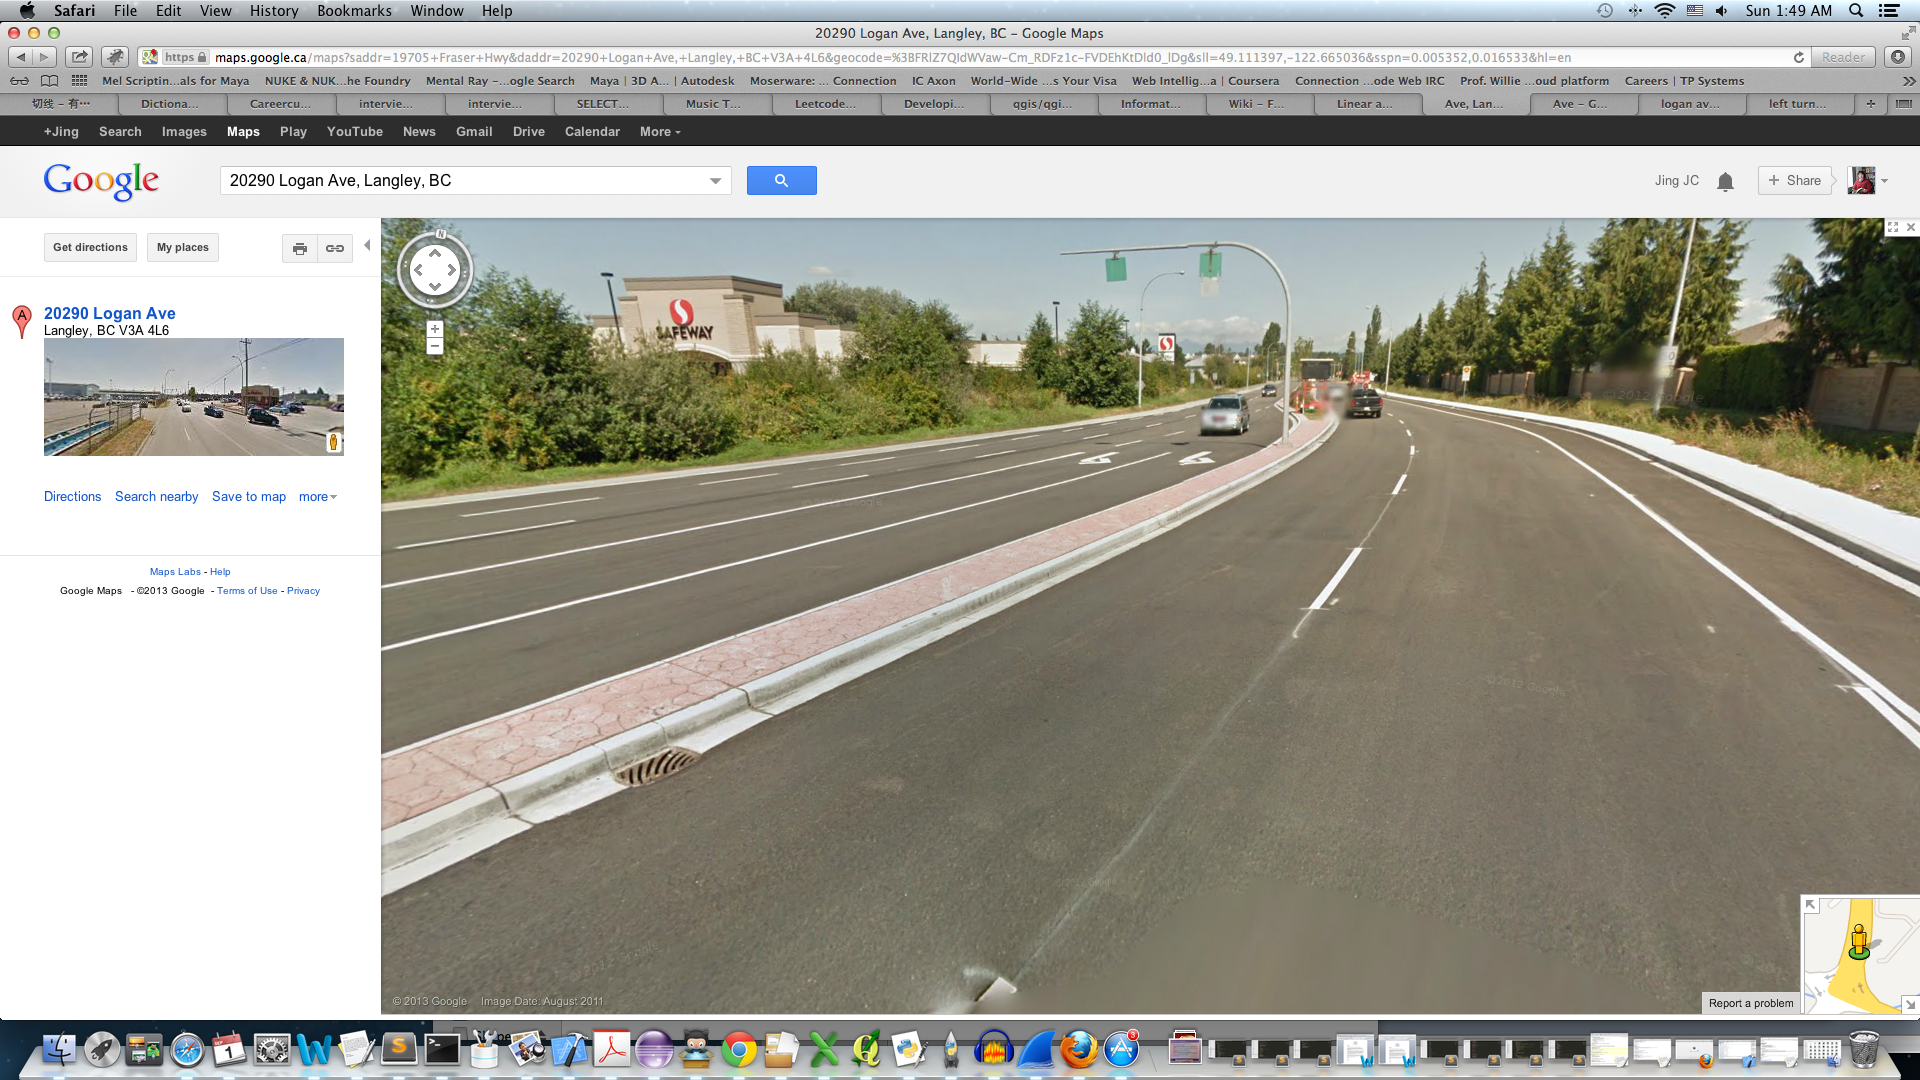 Safari File Edit View History Bookmarks Window Help Sun 1:49 AM
20290 Logan Ave, Langley, BC – Google Maps
https maps.google.ca/maps?saddr=19705+Fraser+Hwy&daddr=20290+Logan+Ave,+Langley,+BC+V3A+4L6&geocode=%3BFRIZ7QIdWVaw-Cm_RDFz1c-FVDEhKtDld0_lDg&sll=49.111397,-122.665036&sspn=0.005352,0.016533&hl=en Reader
Mel Scriptin...als for Maya NUKE & NUK...he Foundry Mental Ray –...ogle Search Maya | 3D A... | Autodesk Moserware: ... Connection IC Axon World-Wide ...s Your Visa Web Intellig...a | Coursera Connection ...ode Web IRC Prof. Willie ...oud platform Careers | TP Systems
切线 – 有... Dictiona... Careercu... intervie... intervie... SELECT... Music T... Leetcode... Developi... qgis/qgi... Informat... Wiki – F... Linear a... Ave, Lan... Ave – G... logan av... left turn...
+Jing Search Images Maps Play YouTube News Gmail Drive Calendar More
Google 20290 Logan Ave, Langley, BC Jing JC + Share
Get directions My places
N
A 20290 Logan Ave
Langley, BC V3A 4L6
SAFEWAY
Directions Search nearby Save to map more
Maps Labs - Help
Google Maps - ©2013 Google - Terms of Use - Privacy
© 2013 Google Image Date: August 2011
Report a problem
SEP
1
3